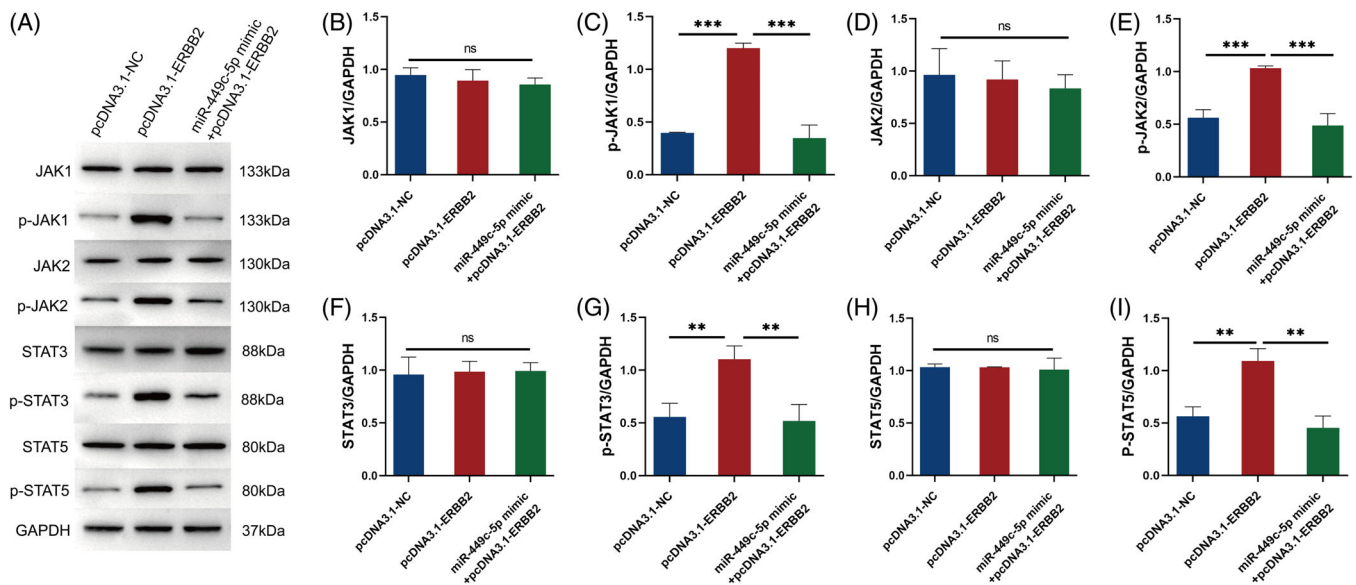 (A)
pcDNA3.1-NC
pcDNA3.1-ERBB2
miR-449c-5p mimic
+pcDNA3.1-ERBB2
JAK1 133kDa
p-JAK1 133kDa
JAK2 130kDa
p-JAK2 130kDa
STAT3 88kDa
p-STAT3 88kDa
STAT5 80kDa
p-STAT5 80kDa
GAPDH 37kDa
(B)
JAK1/GAPDH
1.5
1.0
0.5
0.0
ns
pcDNA3.1-NC
pcDNA3.1-ERBB2
miR-449c-5p mimic
+pcDNA3.1-ERBB2
(C)
p-JAK1/GAPDH
1.5
1.0
0.5
0.0
*** ***
pcDNA3.1-NC
pcDNA3.1-ERBB2
miR-449c-5p mimic
+pcDNA3.1-ERBB2
(D)
JAK2/GAPDH
1.5
1.0
0.5
0.0
ns
pcDNA3.1-NC
pcDNA3.1-ERBB2
miR-449c-5p mimic
+pcDNA3.1-ERBB2
(E)
p-JAK2/GAPDH
1.5
1.0
0.5
0.0
*** ***
pcDNA3.1-NC
pcDNA3.1-ERBB2
miR-449c-5p mimic
+pcDNA3.1-ERBB2
(F)
STAT3/GAPDH
1.5
1.0
0.5
0.0
ns
pcDNA3.1-NC
pcDNA3.1-ERBB2
miR-449c-5p mimic
+pcDNA3.1-ERBB2
(G)
p-STAT3/GAPDH
1.5
1.0
0.5
0.0
** **
pcDNA3.1-NC
pcDNA3.1-ERBB2
miR-449c-5p mimic
+pcDNA3.1-ERBB2
(H)
STAT5/GAPDH
1.5
1.0
0.5
0.0
ns
pcDNA3.1-NC
pcDNA3.1-ERBB2
miR-449c-5p mimic
+pcDNA3.1-ERBB2
(I)
P-STAT5/GAPDH
1.5
1.0
0.5
0.0
** **
pcDNA3.1-NC
pcDNA3.1-ERBB2
miR-449c-5p mimic
+pcDNA3.1-ERBB2